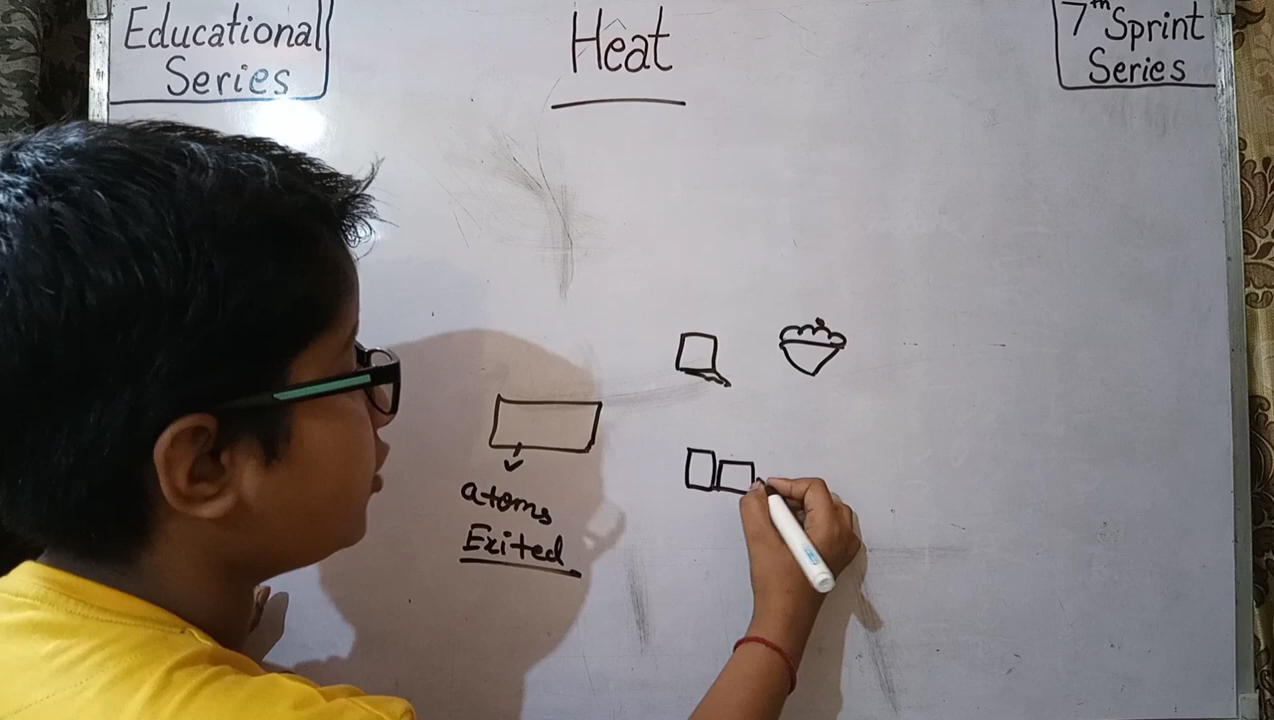 Educational
Series
Heat
7th Sprint
Series
atoms
Exited